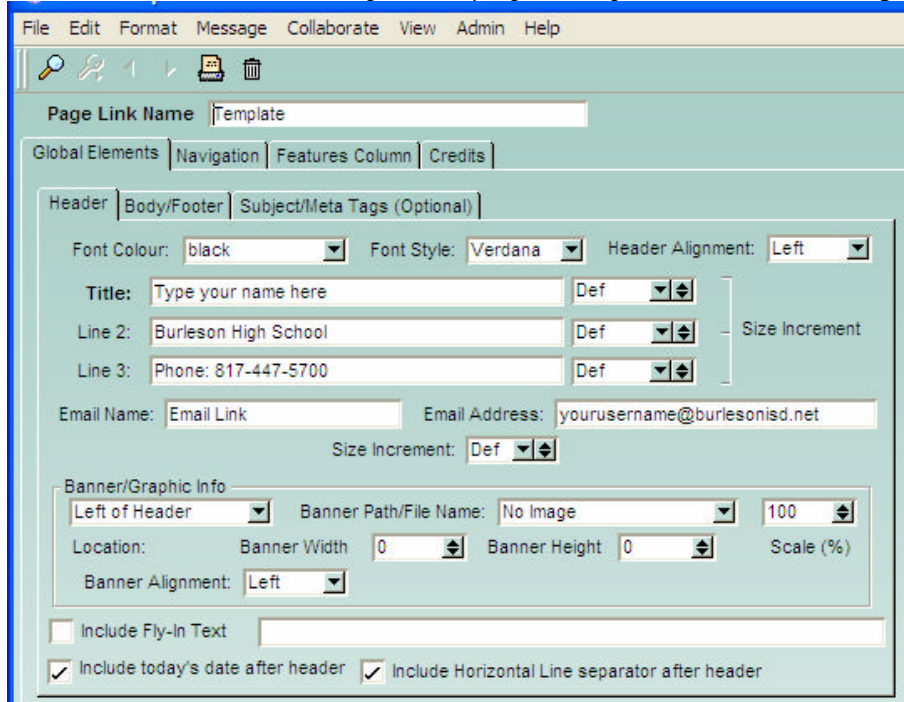 File Edit Format Message Collaborate View Admin Help
Page Link Name Template
Global Elements Navigation Features Column Credits
Header Body/Footer Subject/Meta Tags (Optional)
Font Colour: black Font Style: Verdana Header Alignment: Left
Title: Type your name here Def
Line 2: Burleson High School Def Size Increment
Line 3: Phone: 817-447-5700 Def
Email Name: Email Link Email Address: yourusername@burlesonisd.net
Size Increment: Def
Banner/Graphic Info
Left of Header Banner Path/File Name: No Image 100
Location: Banner Width 0 Banner Height 0 Scale (%)
Banner Alignment: Left
Include Fly-In Text
Include today's date after header Include Horizontal Line separator after header